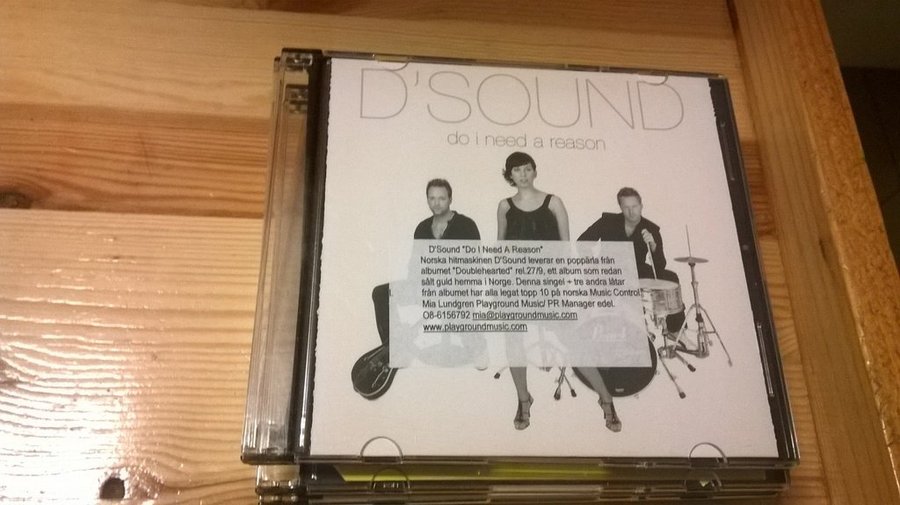 D'SOUND
do i need a reason
D'Sound "Do I Need A Reason"
Norska hitmaskinen D'Sound leverar en poppärla från
albumet "Doublehearted" rel.27/9, ett album som redan
sålt guld hemma i Norge. Denna singel + tre andra låtar
från albumet har alla legat topp 10 på norska Music Control.
Mia Lundgren Playground Music/ PR Manager edel.
O8-6156792 mia@playgroundmusic.com
www.playgroundmusic.com